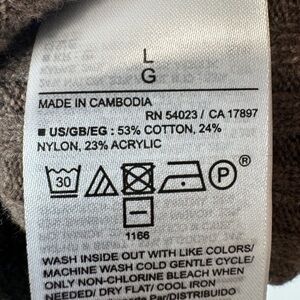 L
G
MADE IN CAMBODIA
RN 54023 / CA 17897
■ US/GB/EG : 53% COTTON, 24%
NYLON, 23% ACRYLIC
30
P
®
1166
WASH INSIDE OUT WITH LIKE COLORS/
MACHINE WASH COLD GENTLE CYCLE/
ONLY NON-CHLORINE BLEACH WHEN
NEEDED/ DRY FLAT/ COOL IRON
Par/DISTRIBUIDO